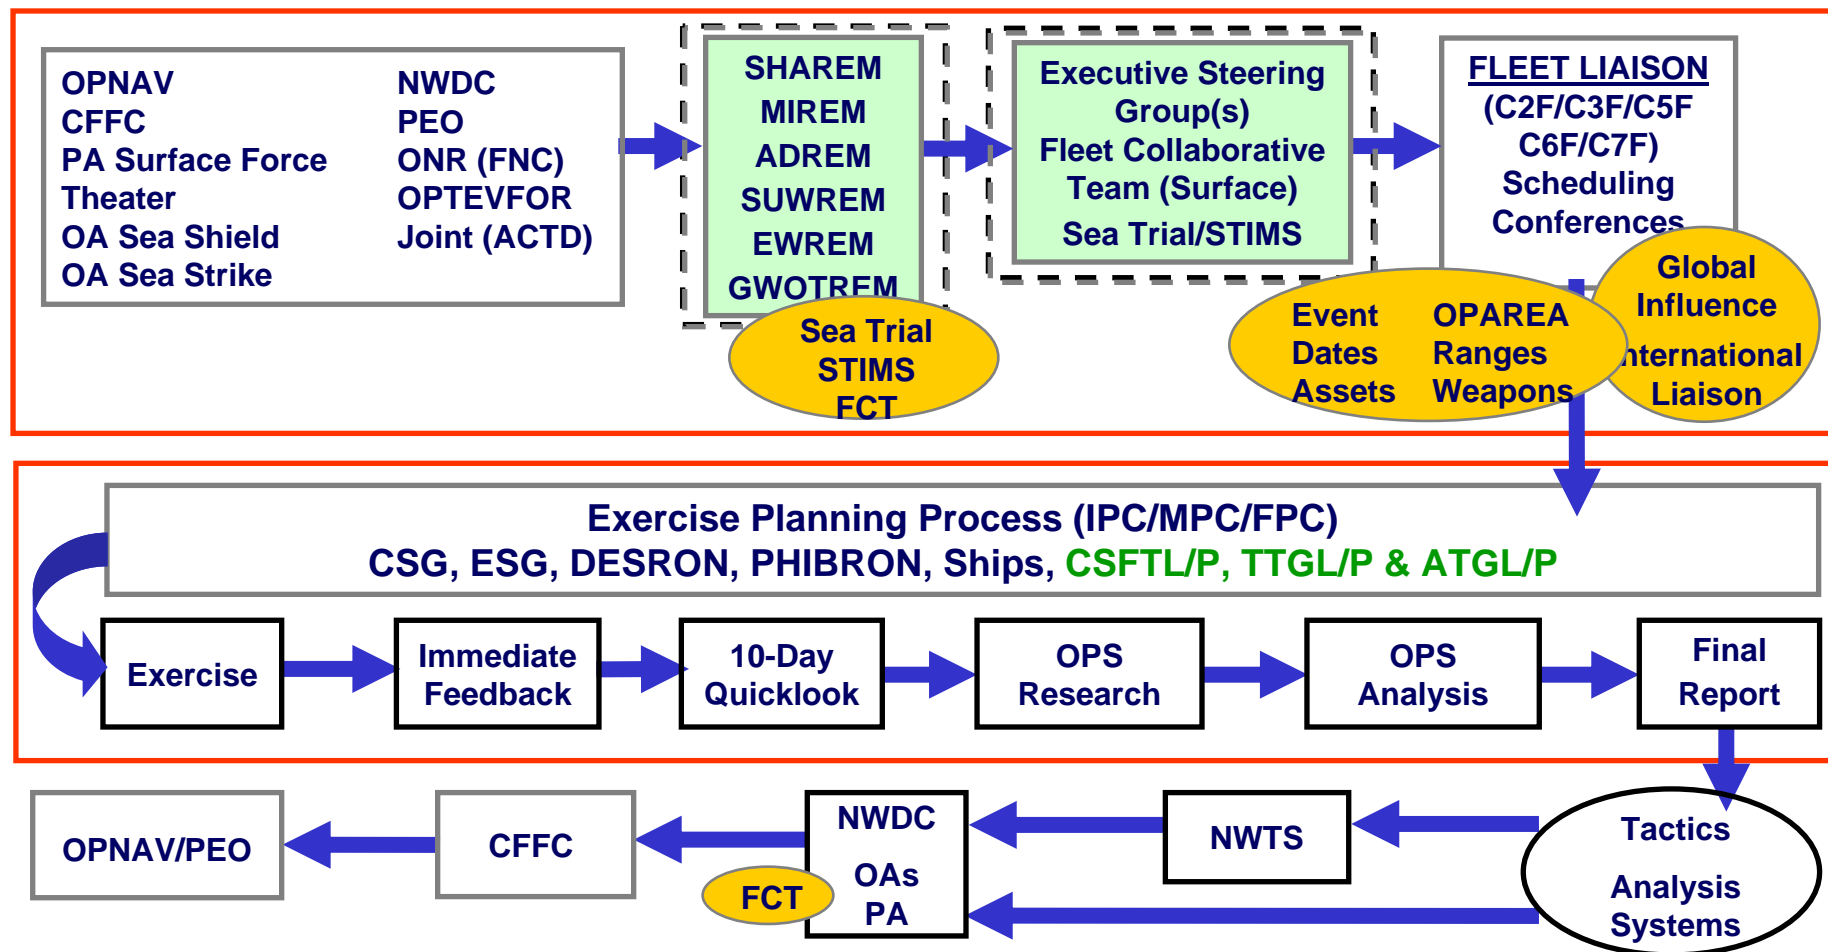 OPNAV
CFFC
PA Surface Force
Theater
OA Sea Shield
OA Sea Strike
NWDC
PEO
ONR (FNC)
OPTEVFOR
Joint (ACTD)
SHAREM
MIREM
ADREM
SUWREM
EWREM
GWOTREM
Sea Trial
STIMS
FCT
Executive Steering
Group(s)
Fleet Collaborative
Team (Surface)
Sea Trial/STIMS
FLEET LIAISON
(C2F/C3F/C5F
C6F/C7F)
Scheduling
Conferences
Event
Dates
Assets
OPAREA
Ranges
Weapons
Global
Influence
International
Liaison
Exercise Planning Process (IPC/MPC/FPC)
CSG, ESG, DESRON, PHIBRON, Ships, CSFTL/P, TTGL/P & ATGL/P
Exercise
Immediate
Feedback
10-Day
Quicklook
OPS
Research
OPS
Analysis
Final
Report
OPNAV/PEO
CFFC
FCT
NWDC
OAs
PA
NWTS
Tactics
Analysis
Systems